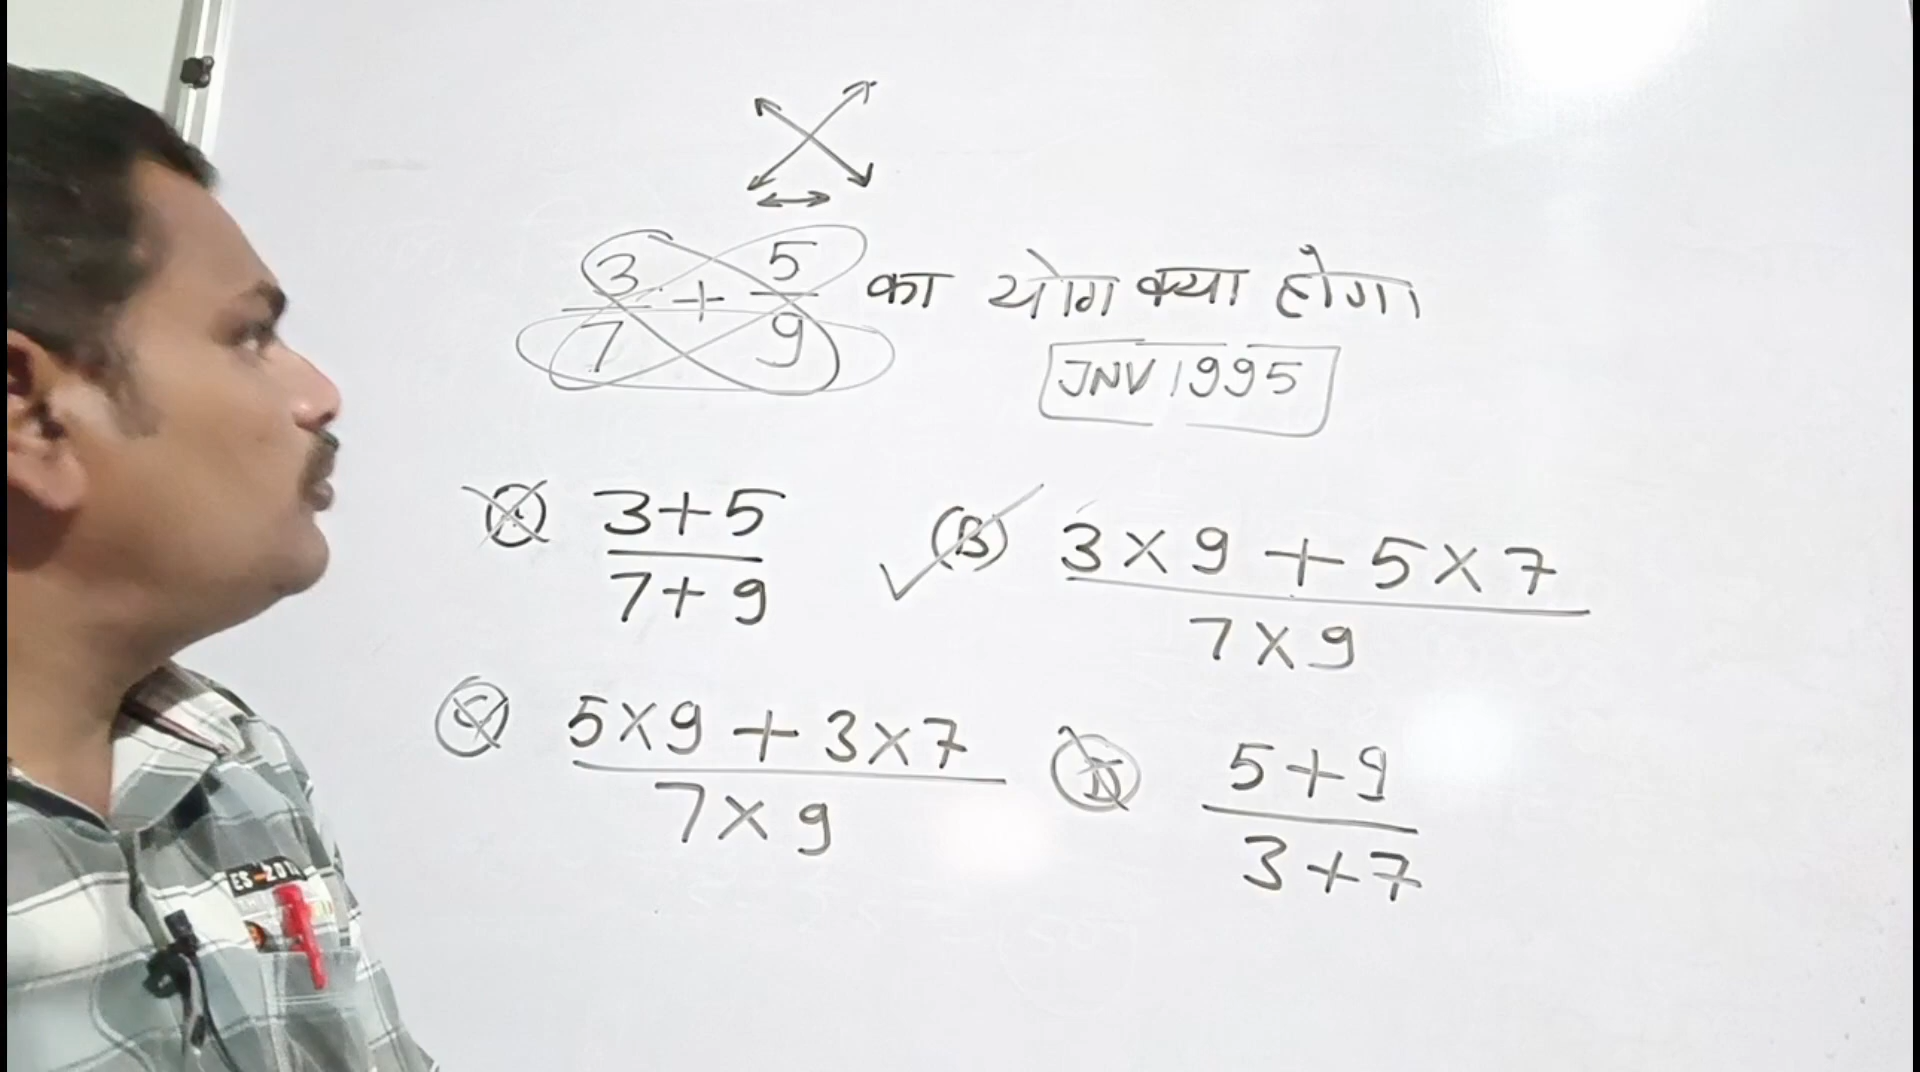 3/7 + 5/9 का योग क्या होगा
JNV 1995
(A) 3+5 / 7+9
(B) 3×9 + 5×7 / 7×9
(C) 5×9 + 3×7 / 7×9
(D) 5+9 / 3+7